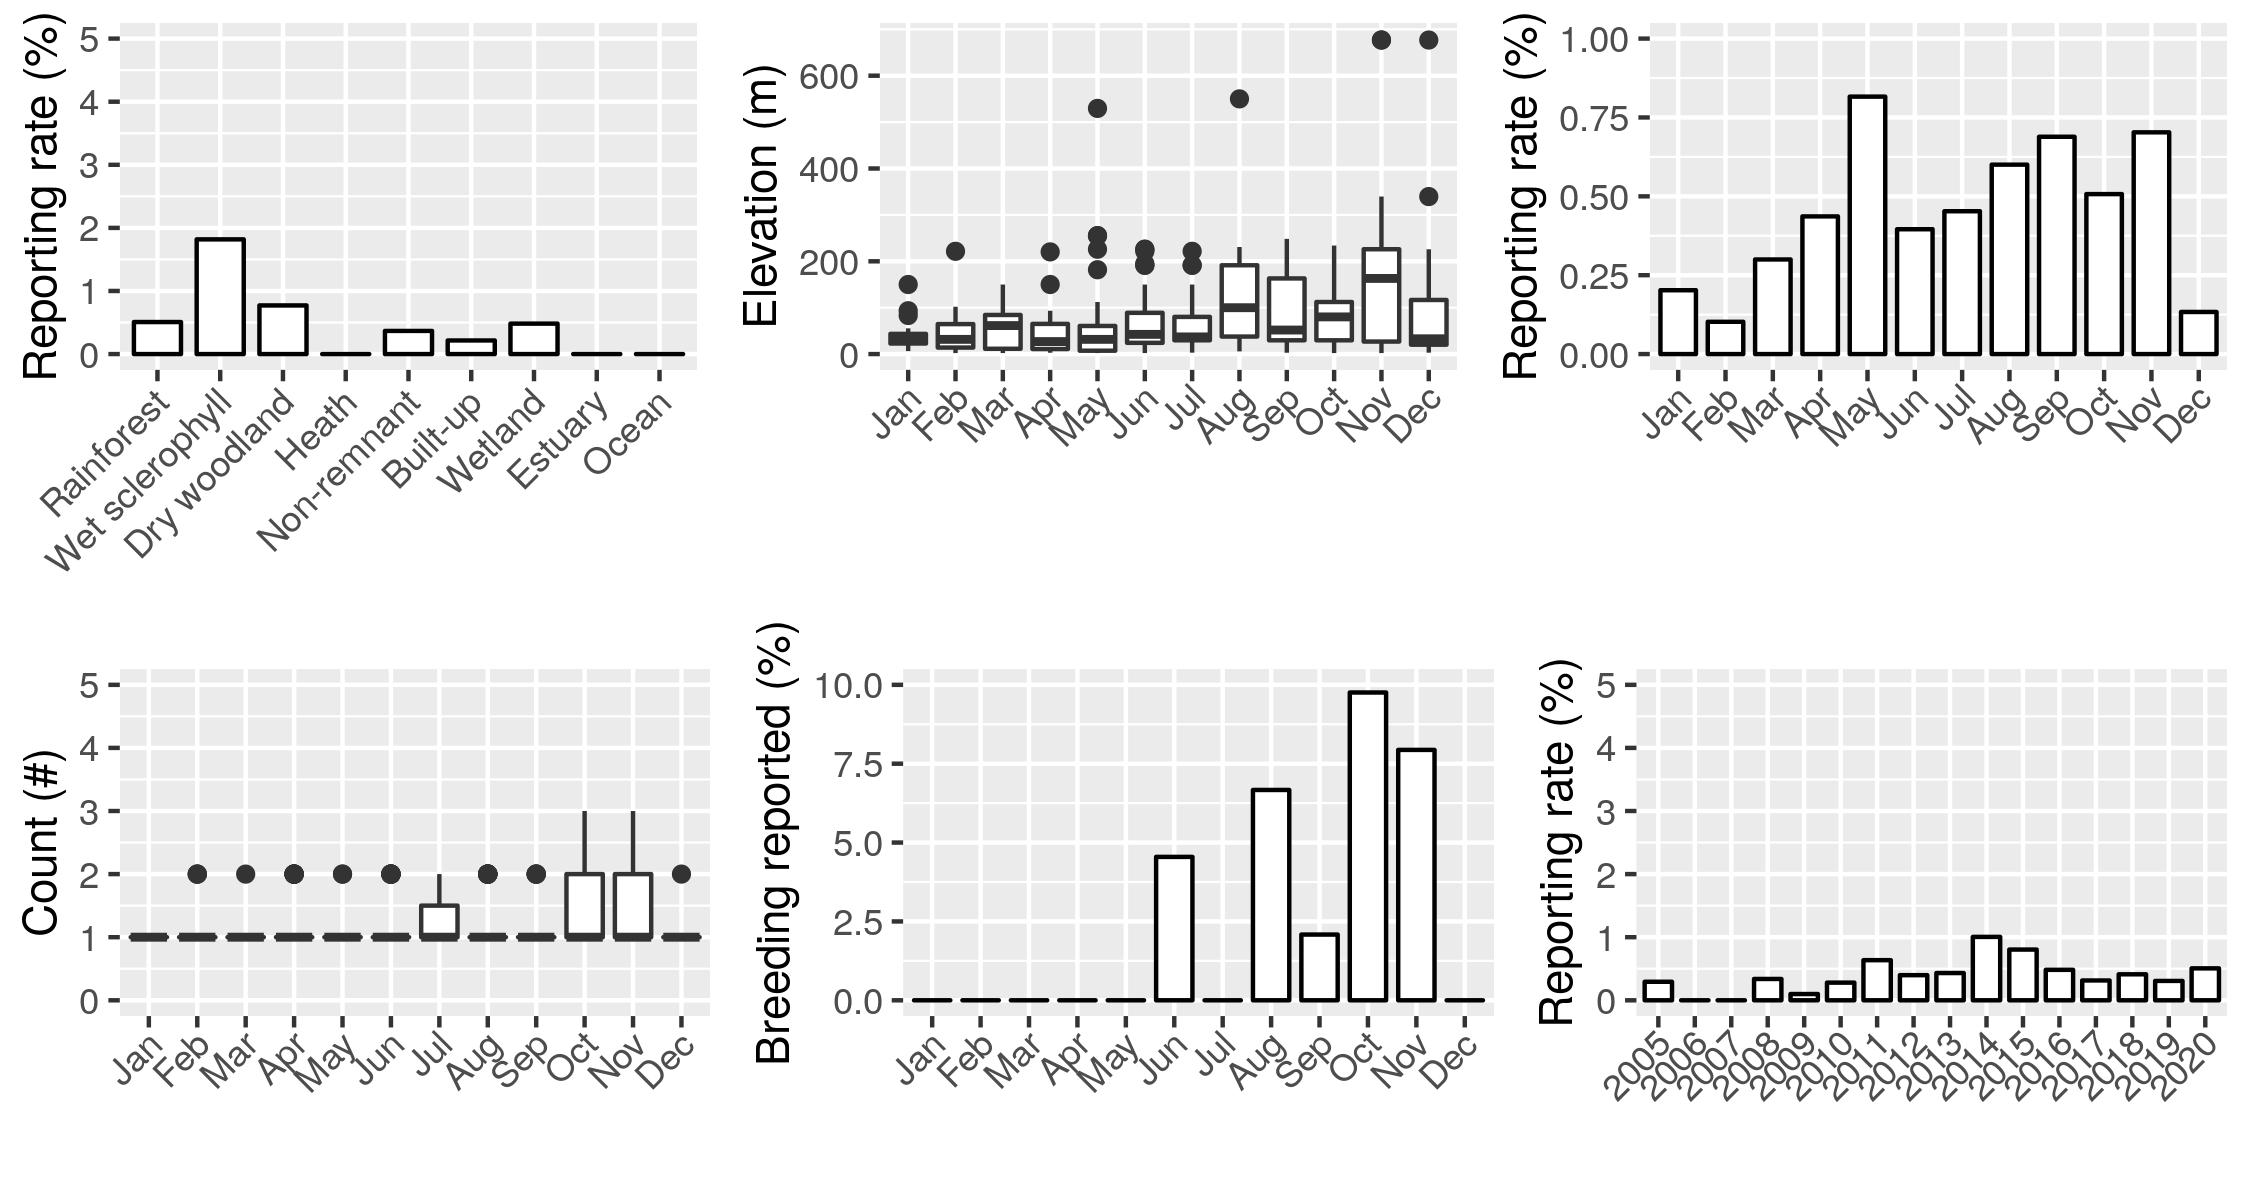 Reporting rate (%)
5
4
3
2
1
0
Rainforest
Wet sclerophyll
Dry woodland
Heath
Non-remnant
Built-up
Wetland
Estuary
Ocean
Elevation (m)
600
400
200
0
Jan
Feb
Mar
Apr
May
Jun
Jul
Aug
Sep
Oct
Nov
Dec
Reporting rate (%)
1.00
0.75
0.50
0.25
0.00
Jan
Feb
Mar
Apr
May
Jun
Jul
Aug
Sep
Oct
Nov
Dec
Count (#)
5
4
3
2
1
0
Jan
Feb
Mar
Apr
May
Jun
Jul
Aug
Sep
Oct
Nov
Dec
Breeding reported (%)
10.0
7.5
5.0
2.5
0.0
Jan
Feb
Mar
Apr
May
Jun
Jul
Aug
Sep
Oct
Nov
Dec
Reporting rate (%)
5
4
3
2
1
0
2005
2006
2007
2008
2009
2010
2011
2012
2013
2014
2015
2016
2017
2018
2019
2020